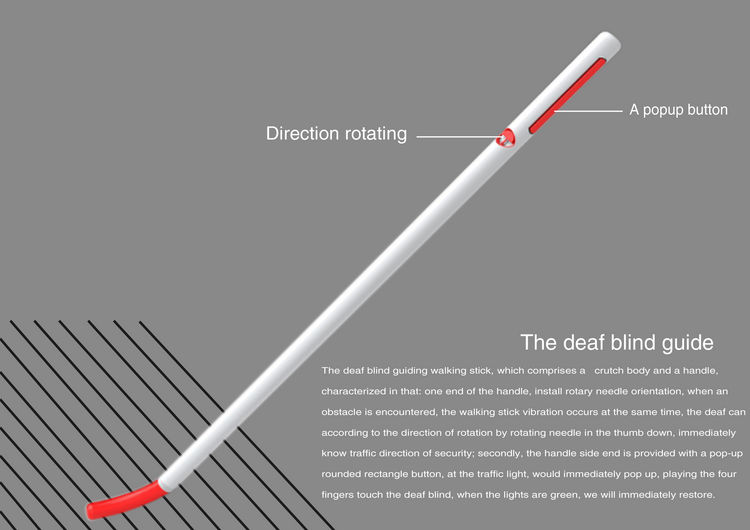 A popup button
Direction rotating
The deaf blind guide
The deaf blind guiding walking stick, which comprises a crutch body and a handle,
characterized in that: one end of the handle, install rotary needle orientation, when an
obstacle is encountered, the walking stick vibration occurs at the same time, the deaf can
according to the direction of rotation by rotating needle in the thumb down, immediately
know traffic direction of security; secondly, the handle side end is provided with a pop-up
rounded rectangle button, at the traffic light, would immediately pop up, playing the four
fingers touch the deaf blind, when the lights are green, we will immediately restore.